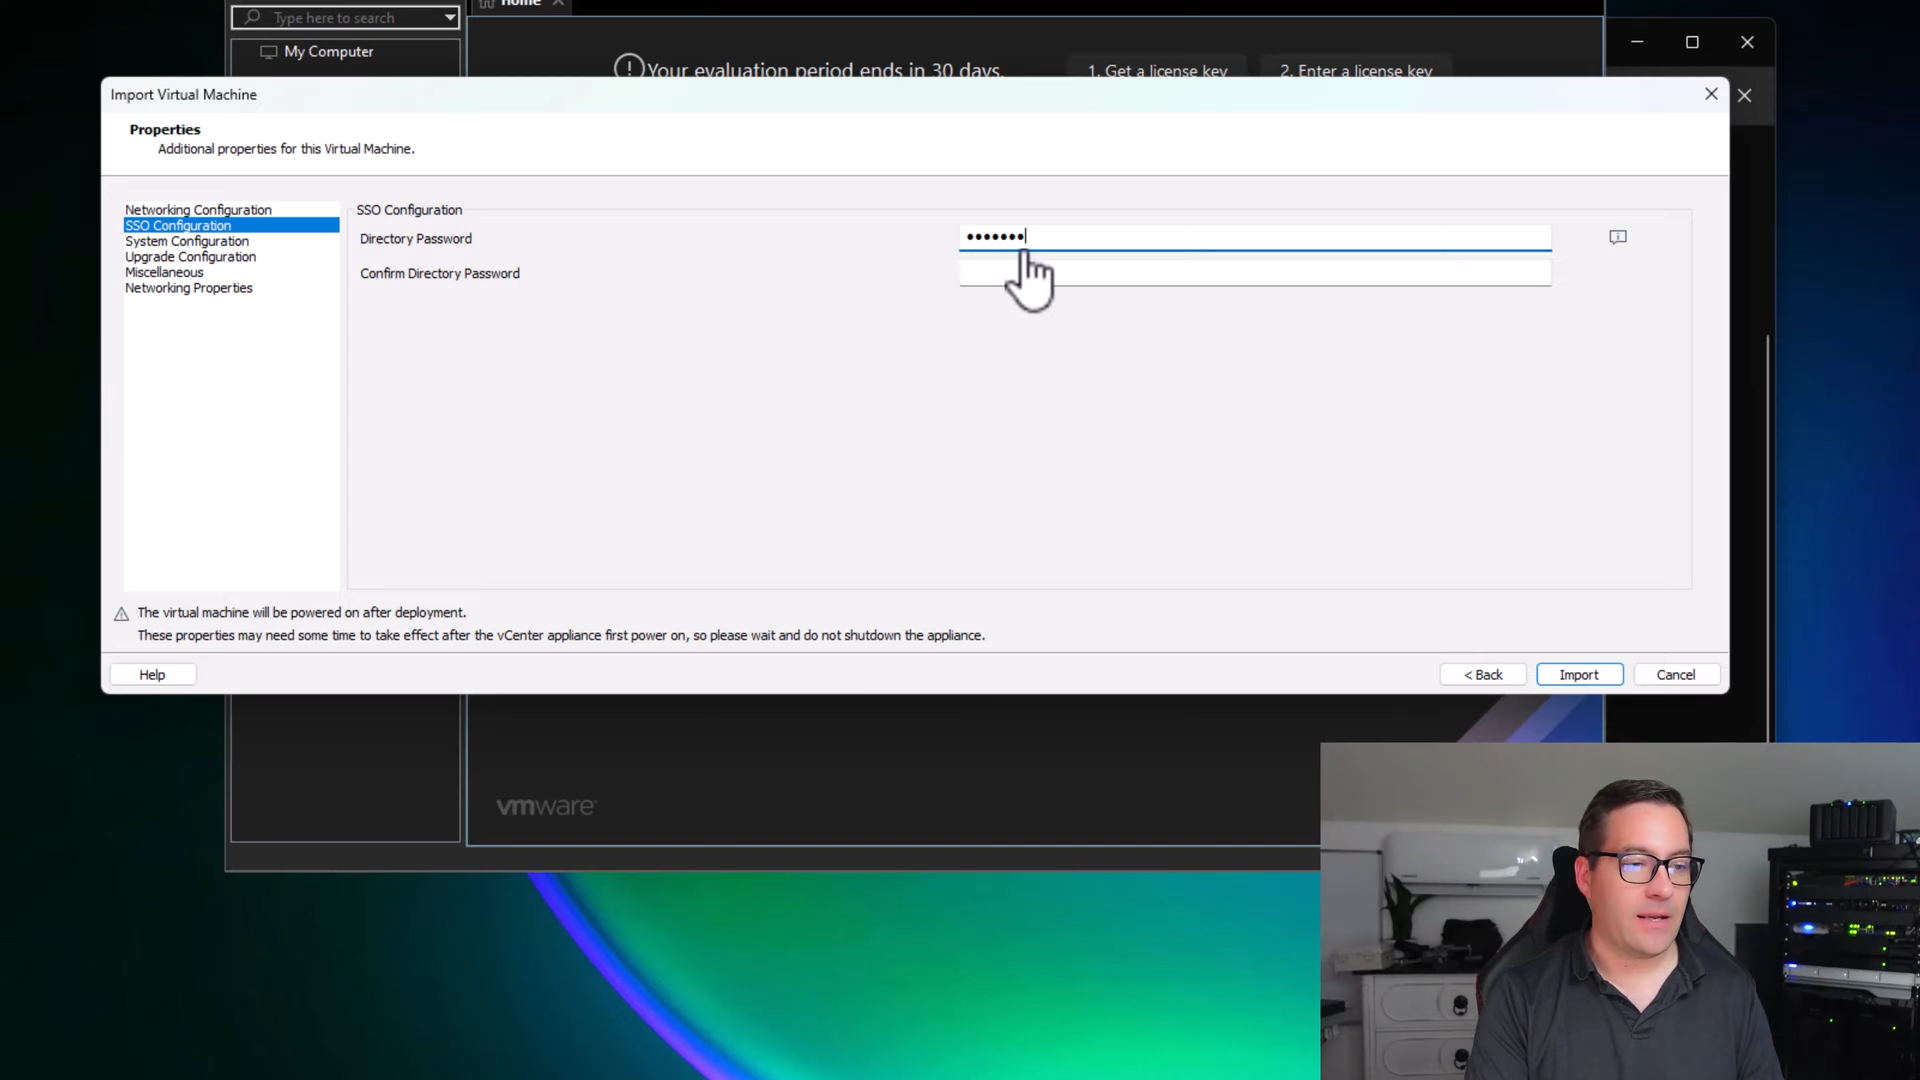 Type here to search
Home
My Computer
Your evaluation period ends in 30 days.
1. Get a license key
2. Enter a license key
Import Virtual Machine
Properties
Additional properties for this Virtual Machine.
Networking Configuration
SSO Configuration
System Configuration
Upgrade Configuration
Miscellaneous
Networking Properties
SSO Configuration
Directory Password
•••••••
Confirm Directory Password
The virtual machine will be powered on after deployment.
These properties may need some time to take effect after the vCenter appliance first power on, so please wait and do not shutdown the appliance.
Help
< Back
Import
Cancel
vmware